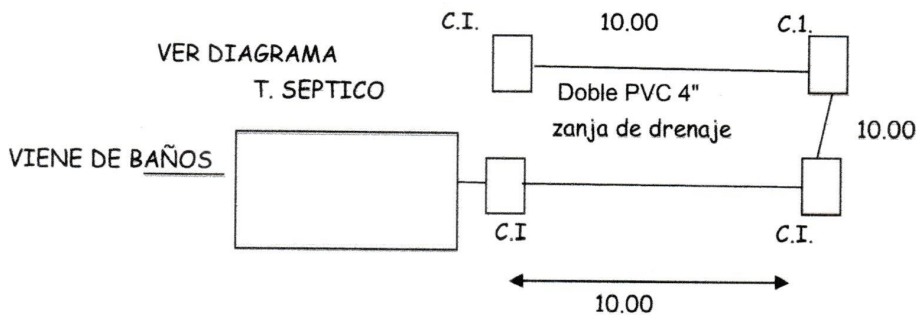 C.I.
10.00
C.1.
VER DIAGRAMA
T. SEPTICO
Doble PVC 4"
zanja de drenaje
10.00
VIENE DE BAÑOS
C.I
C.I.
10.00